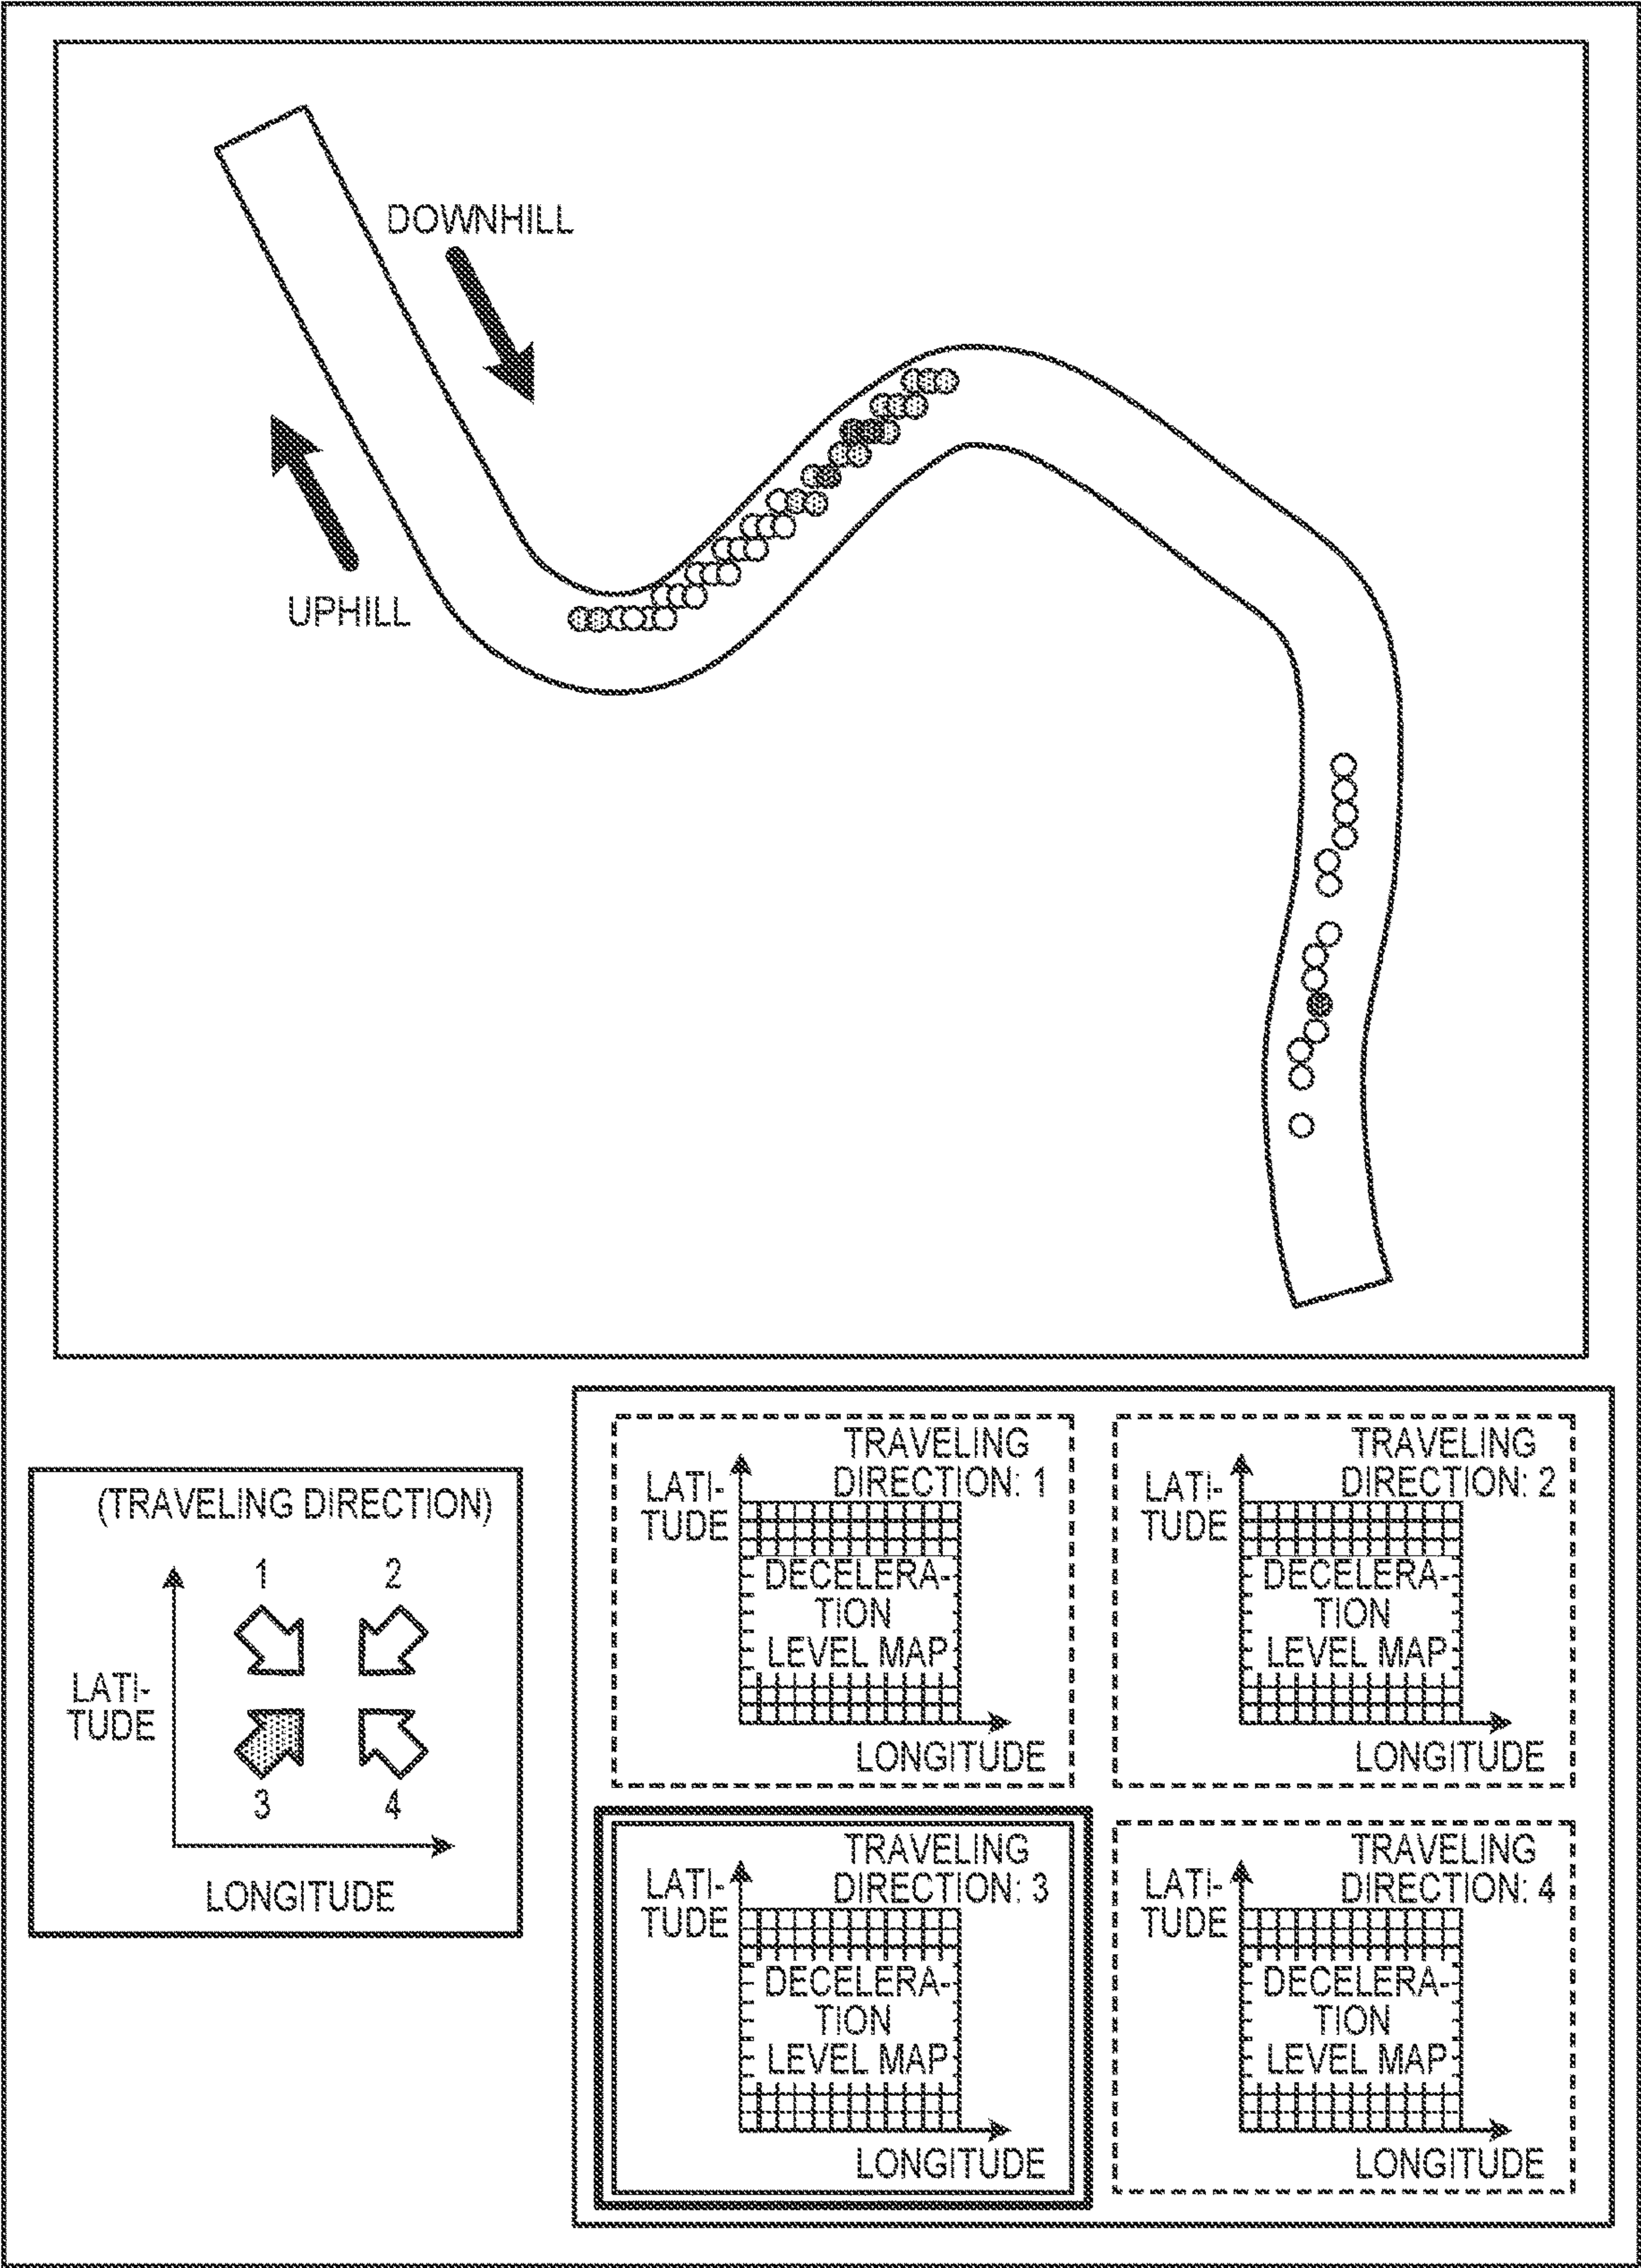 DOWNHILL
UPHILL
(TRAVELING DIRECTION)
1 2
LATI-
TUDE
3 4
LONGITUDE
TRAVELING
DIRECTION: 1
LATI-
TUDE
DECELERA-
TION
LEVEL MAP
LONGITUDE
TRAVELING
DIRECTION: 2
LATI-
TUDE
DECELERA-
TION
LEVEL MAP
LONGITUDE
TRAVELING
DIRECTION: 3
LATI-
TUDE
DECELERA-
TION
LEVEL MAP
LONGITUDE
TRAVELING
DIRECTION: 4
LATI-
TUDE
DECELERA-
TION
LEVEL MAP
LONGITUDE